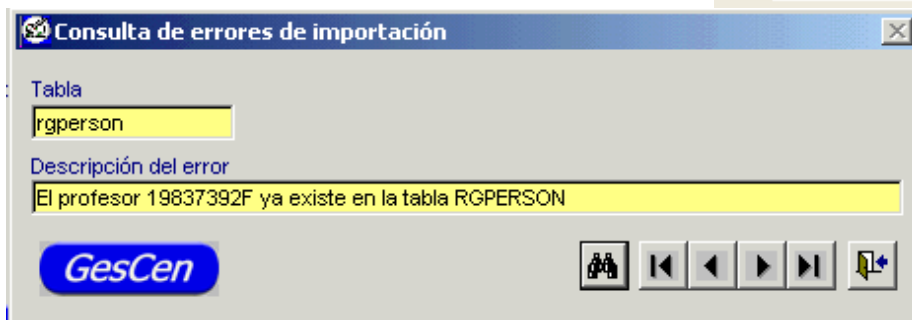 Consulta de errores de importación
Tabla
rgperson
Descripción del error
El profesor 19837392F ya existe en la tabla RGPERSON
GesCen